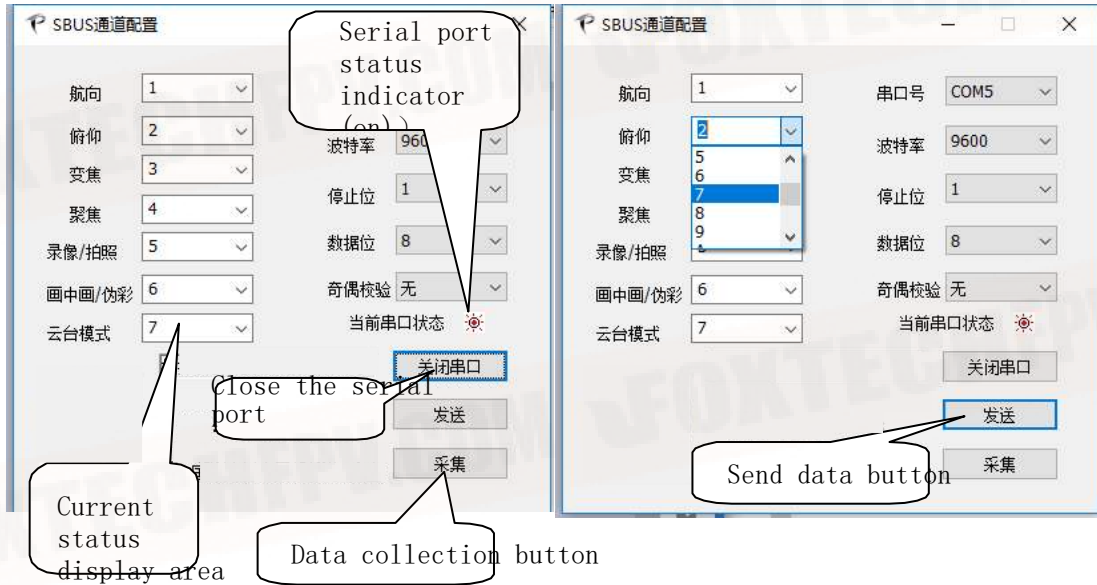 SBUS通道配置
Serial port
status
indicator
(on)）
航向 1
俯仰 2
变焦 3
聚焦 4
录像/拍照 5
画中画/伪彩 6
云台模式 7
波特率 960
停止位 1
数据位 8
奇偶校验 无
当前串口状态
关闭串口
发送
采集
Close the serial
port
Current
status
display area
Data collection button
SBUS通道配置
航向 1
俯仰 2
5
6
7
8
9
变焦
聚焦
录像/拍照
画中画/伪彩 6
云台模式 7
串口号 COM5
波特率 9600
停止位 1
数据位 8
奇偶校验 无
当前串口状态
关闭串口
发送
采集
Send data button